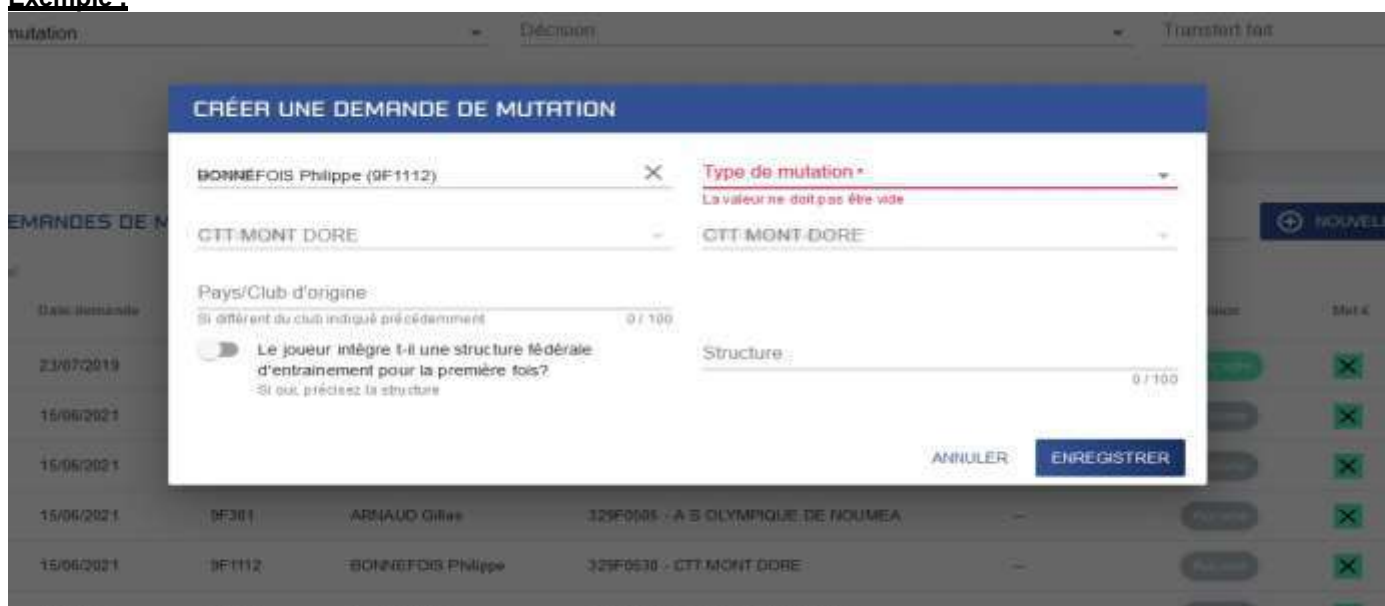 Exemple :
mutation Décision Transfert fait
CRÉER UNE DEMANDE DE MUTATION
BONNEFOIS Philippe (9F1112) Type de mutation *
La valeur ne doit pas être vide
EMANDES DE M NOUVEL
CTT MONT DORE CTT MONT DORE
Pays/Club d'origine
Si différent du club indiqué précédemment 0 / 100
Date demande
Le joueur intègre t-il une structure fédérale
d'entrainement pour la première fois? Structure
Si oui, précisez la structure 0 / 100
23/07/2019
15/06/2021
ANNULER ENREGISTRER
15/06/2021
15/06/2021 9F381 ARNAUD Gilles 329F0505 - A S OLYMPIQUE DE NOUMEA --
15/06/2021 9F1112 BONNEFOIS Philippe 329F0530 - CTT MONT DORE --